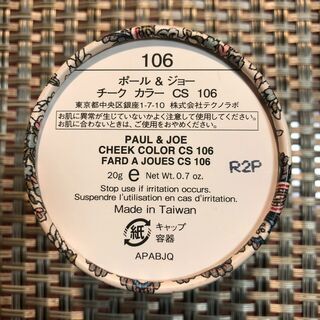 106
ポール & ジョー
チーク カラー CS 106
東京都中央区銀座1-7-10 株式会社テクノラボ
お肌に異常が生じていないかよく注意して使用してください。
お肌に合わないときは、ご使用をおやめください。
PAUL & JOE
CHEEK COLOR CS 106
FARD A JOUES CS 106
R2P
20g e Net Wt. 0.7 oz.
Stop use if irritation occurs.
Suspendre l'utilisation en cas d'irritation.
Made in Taiwan
紙
キャップ
容器
APABJQ